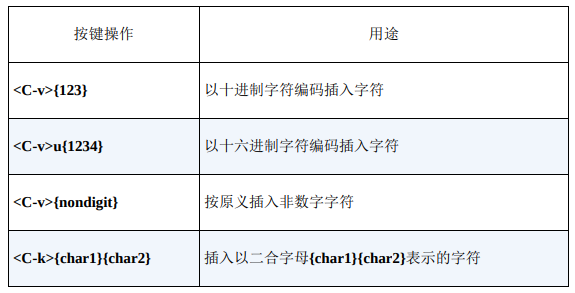 按键操作 用途
<C-v>{123} 以十进制字符编码插入字符
<C-v>u{1234} 以十六进制字符编码插入字符
<C-v>{nondigit} 按原义插入非数字字符
<C-k>{char1}{char2} 插入以二合字母{char1}{char2}表示的字符